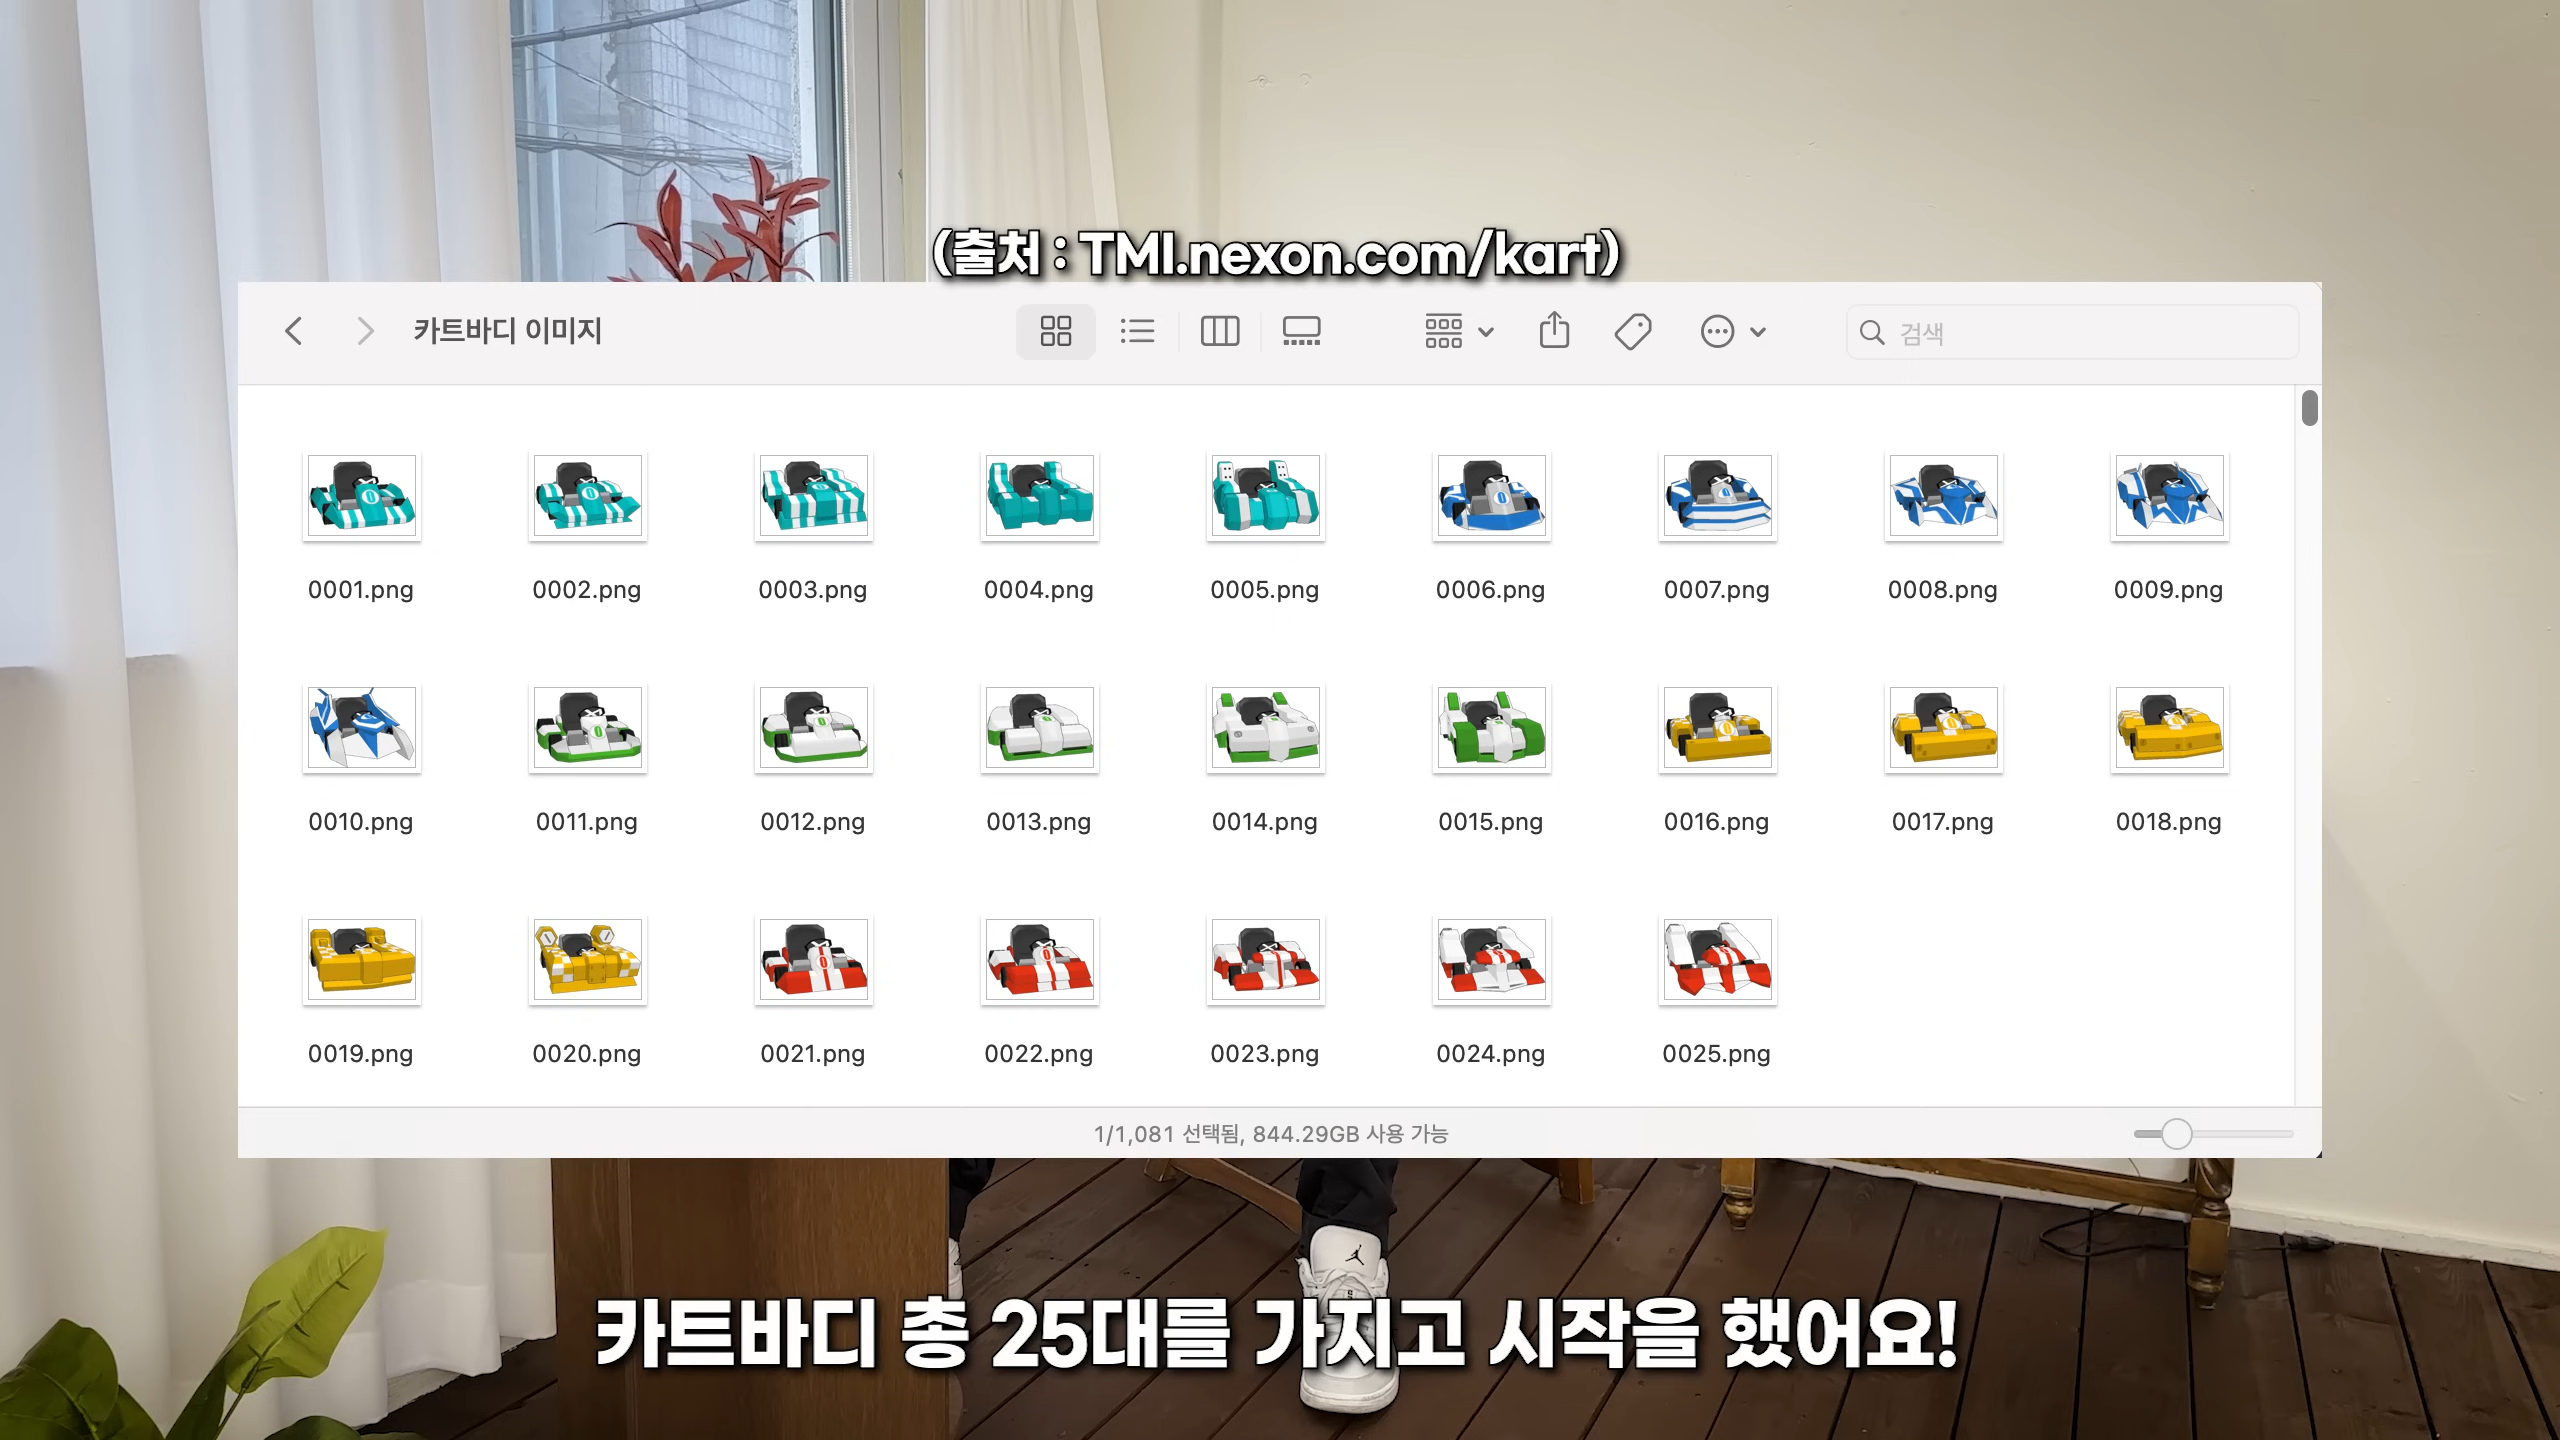 (출처 : TMI.nexon.com/kart)
카트바디 이미지
검색
0001.png 0002.png 0003.png 0004.png 0005.png 0006.png 0007.png 0008.png 0009.png
0010.png 0011.png 0012.png 0013.png 0014.png 0015.png 0016.png 0017.png 0018.png
0019.png 0020.png 0021.png 0022.png 0023.png 0024.png 0025.png
1/1,081 선택됨, 844.29GB 사용 가능
카트바디 총 25대를 가지고 시작을 했어요!